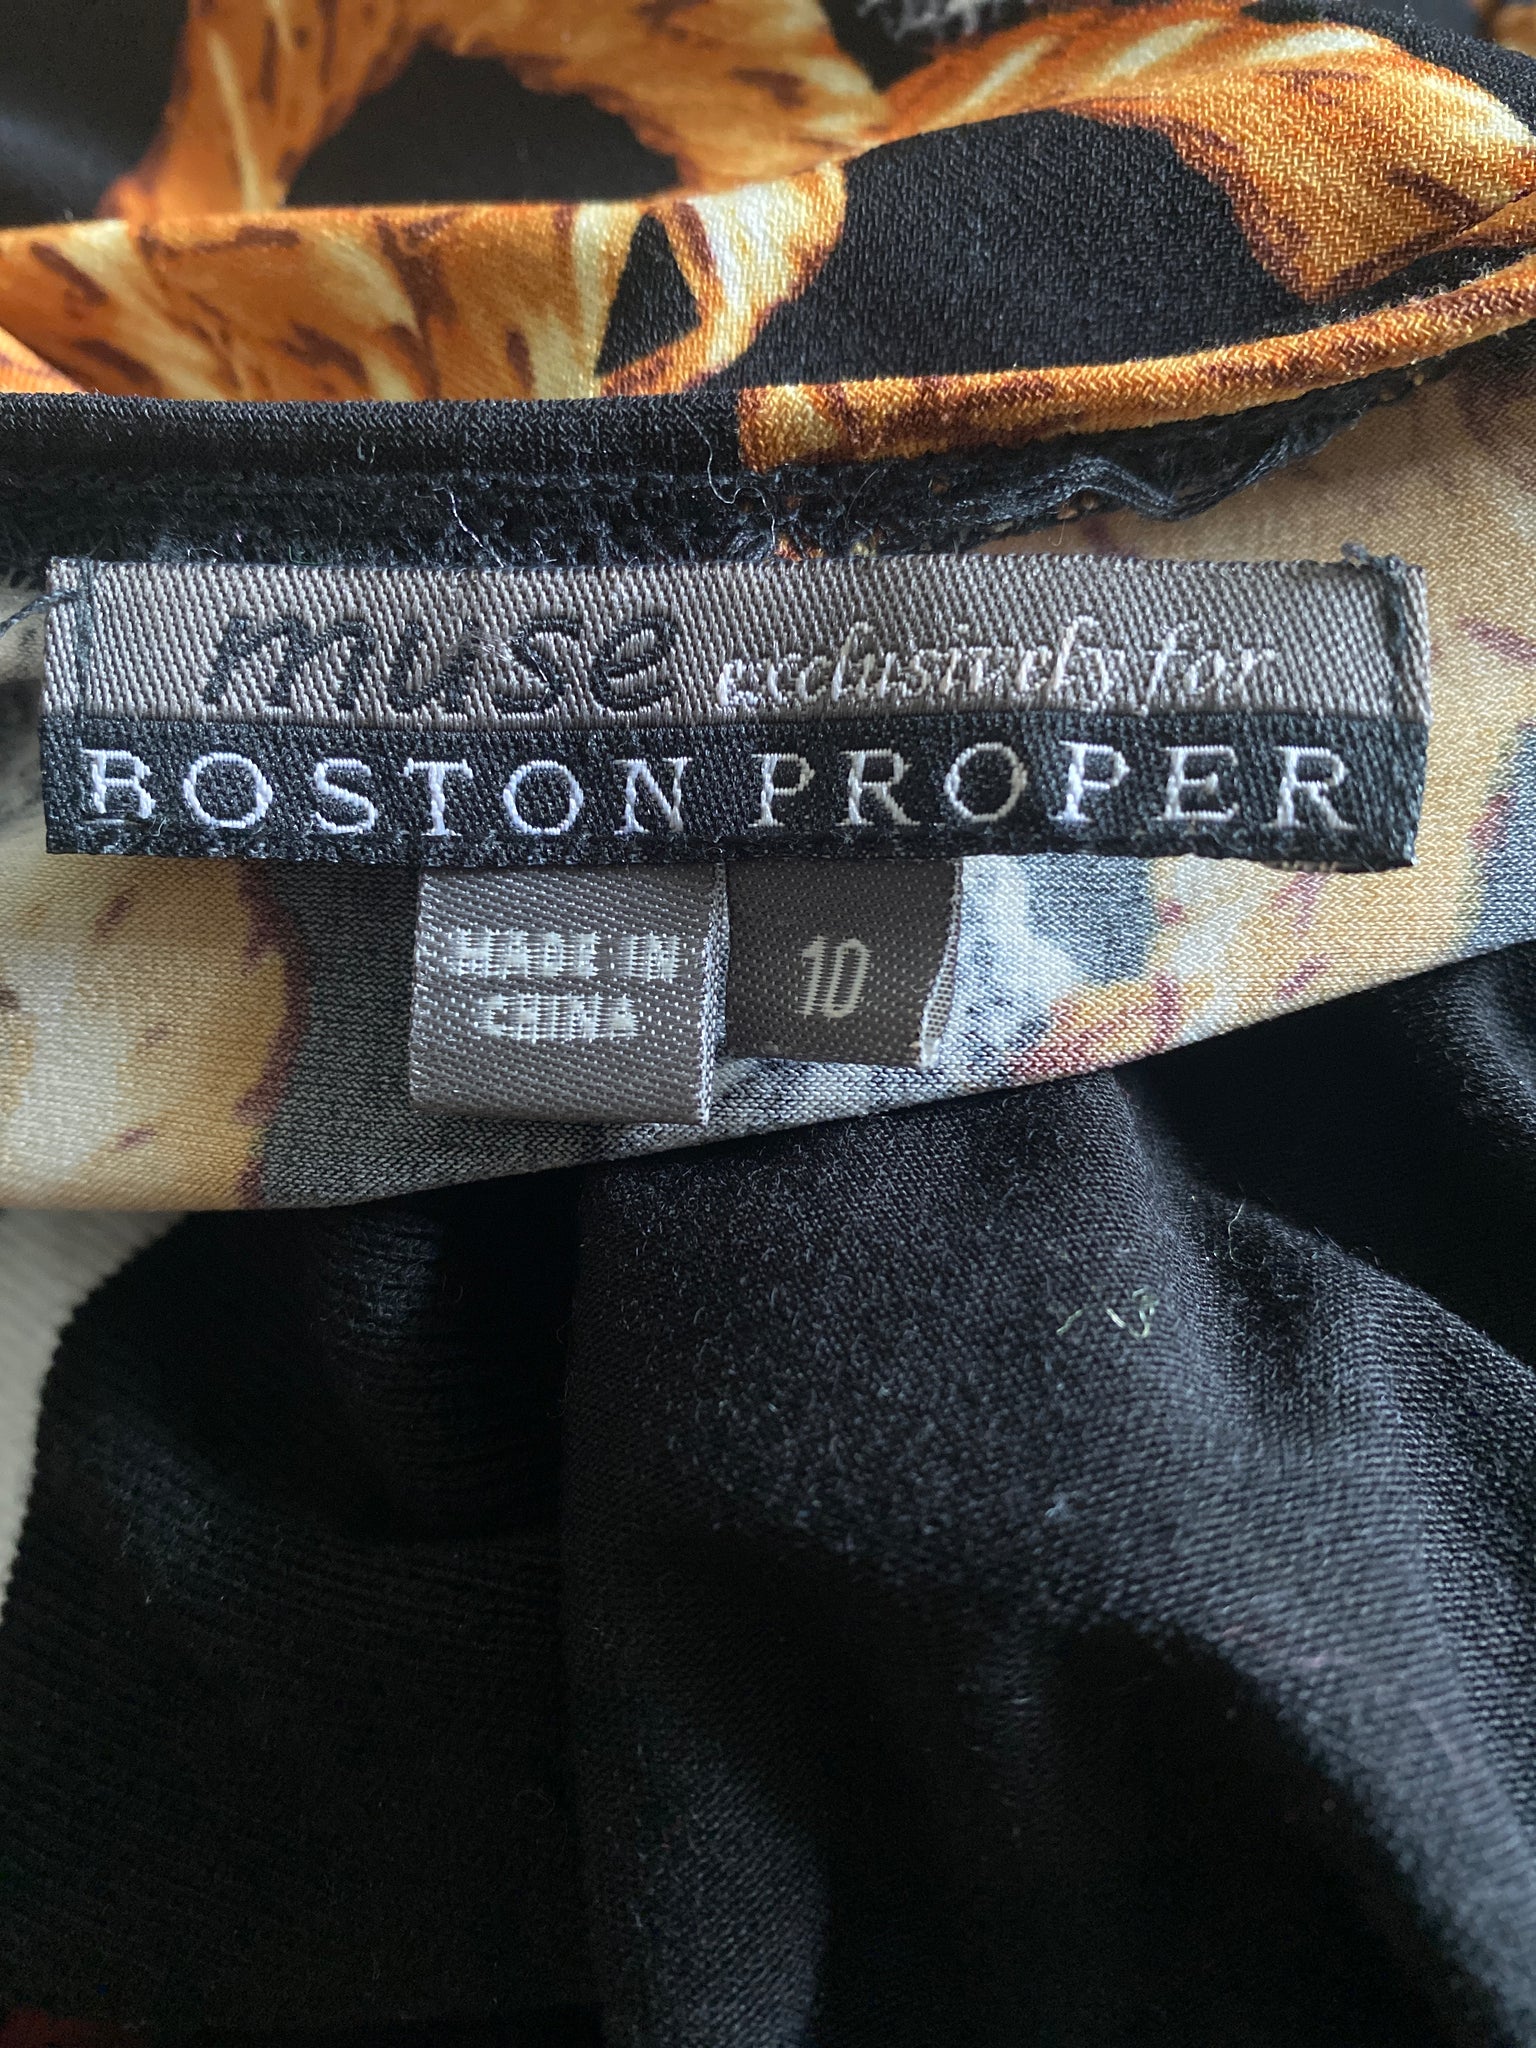 muse exclusively for
BOSTON PROPER
MADE IN
CHINA
10